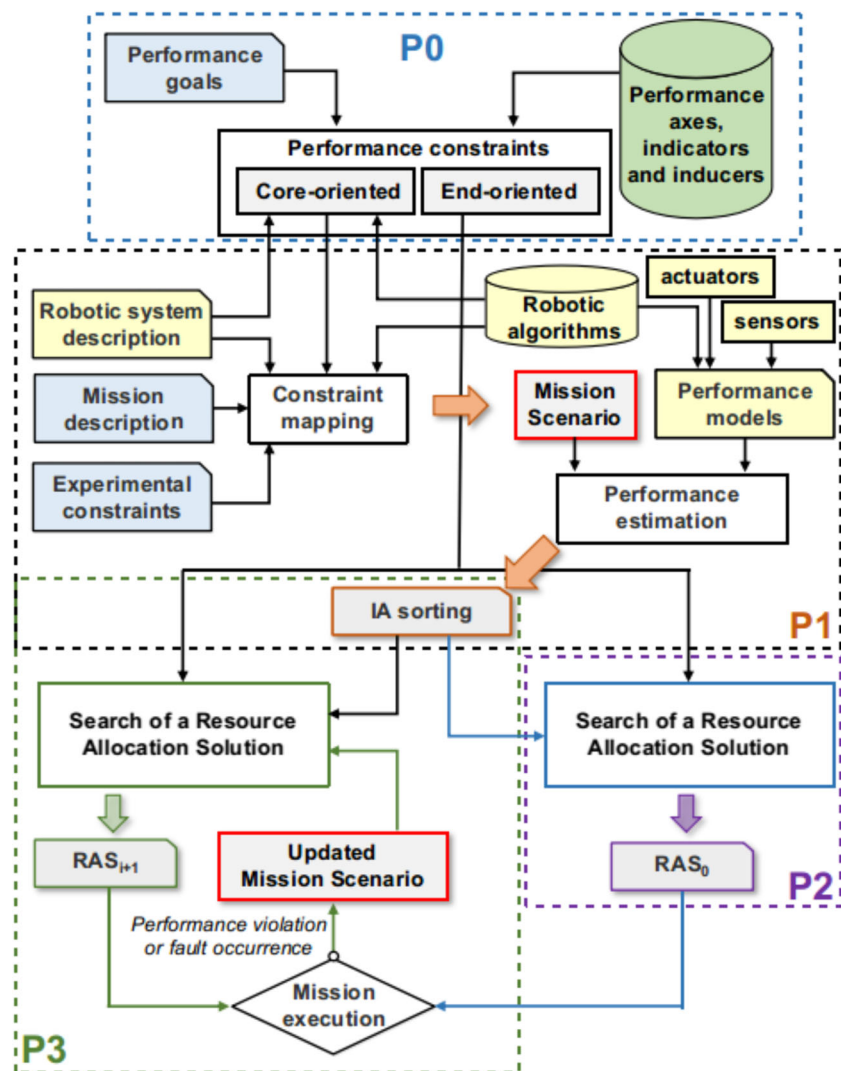 P0
Performance
goals
Performance
axes,
indicators
and inducers
Performance constraints
Core-oriented
End-oriented
actuators
Robotic system
description
Robotic
algorithms
sensors
Mission
description
Constraint
mapping
Mission
Scenario
Performance
models
Experimental
constraints
Performance
estimation
IA sorting
P1
Search of a Resource
Allocation Solution
Search of a Resource
Allocation Solution
RASi+1
Updated
Mission Scenario
RAS0
P2
Performance violation
or fault occurrence
Mission
execution
P3